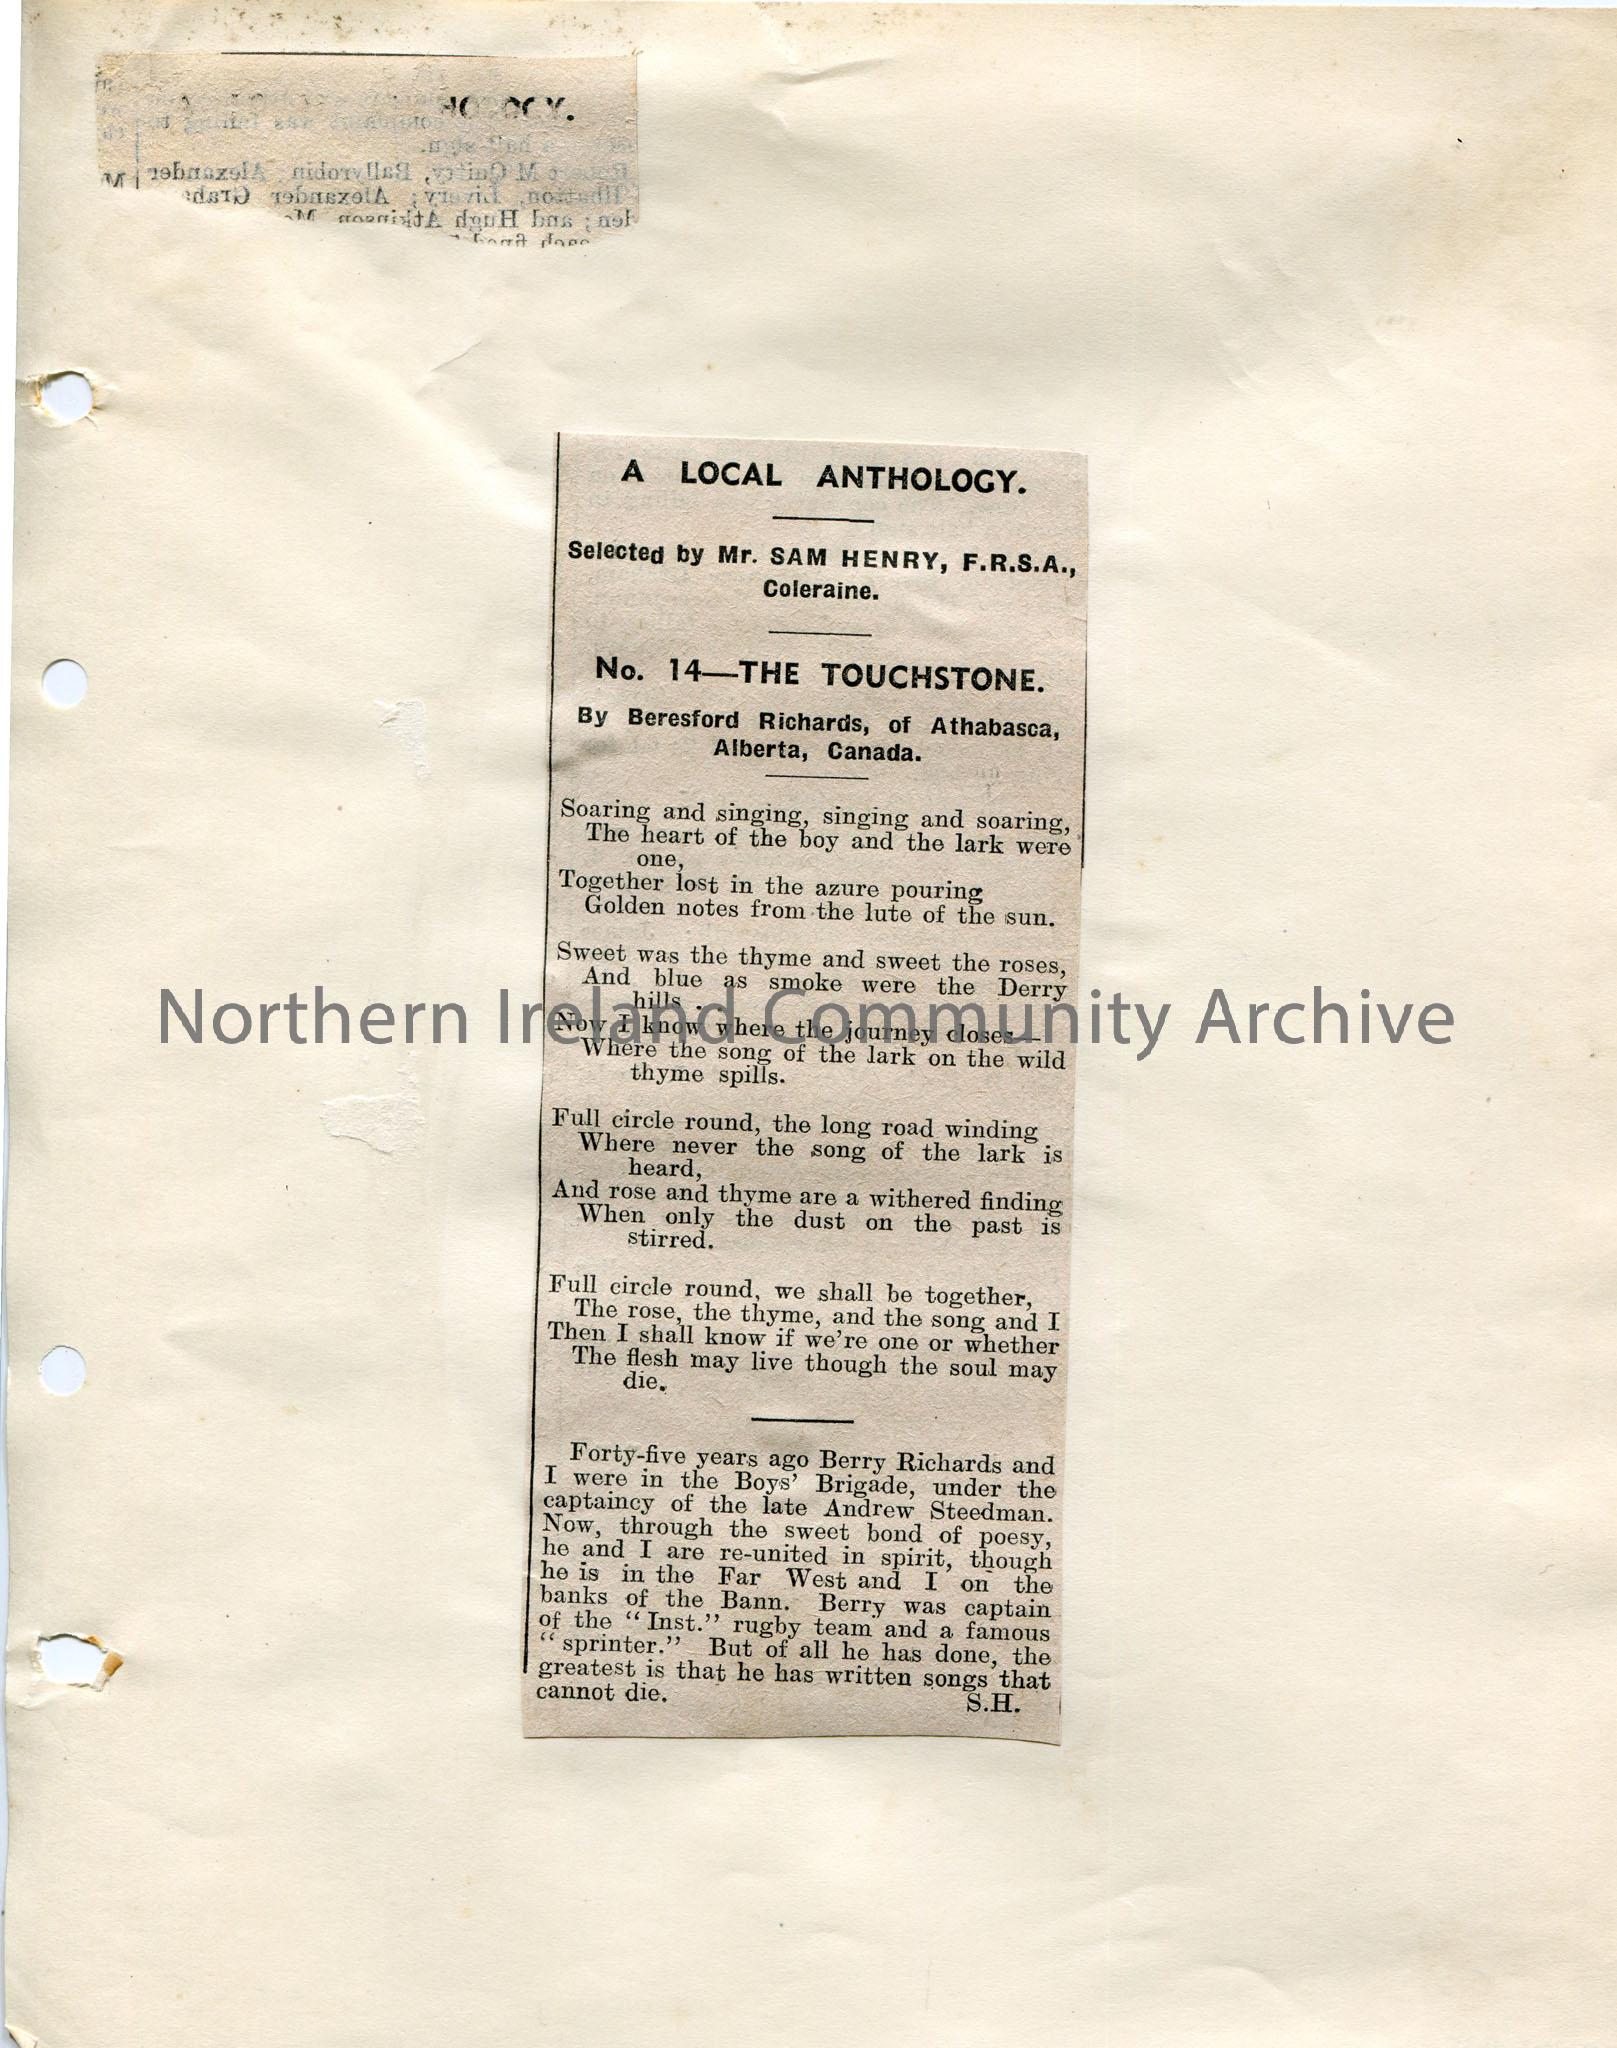 A LOCAL ANTHOLOGY.
Selected by Mr. SAM HENRY, F.R.S.A.,
Coleraine.
No. 14—THE TOUCHSTONE.
By Beresford Richards, of Athabasca,
Alberta, Canada.
Soaring and singing, singing and soaring,
The heart of the boy and the lark were
one,
Together lost in the azure pouring
Golden notes from the lute of the sun.
Sweet was the thyme and sweet the roses,
And blue as smoke were the Derry
hills . .
Now I know where the journey closes—
Where the song of the lark on the wild
thyme spills.
Full circle round, the long road winding
Where never the song of the lark is
heard,
And rose and thyme are a withered finding
When only the dust on the past is
stirred.
Full circle round, we shall be together,
The rose, the thyme, and the song and I
Then I shall know if we're one or whether
The flesh may live though the soul may
die.
Forty-five years ago Berry Richards and
I were in the Boys' Brigade, under the
captaincy of the late Andrew Steedman.
Now, through the sweet bond of poesy,
he and I are re-united in spirit, though
he is in the Far West and I on the
banks of the Bann. Berry was captain
of the "Inst." rugby team and a famous
"sprinter." But of all he has done, the
greatest is that he has written songs that
cannot die. S.H.
Northern Ireland Community Archive